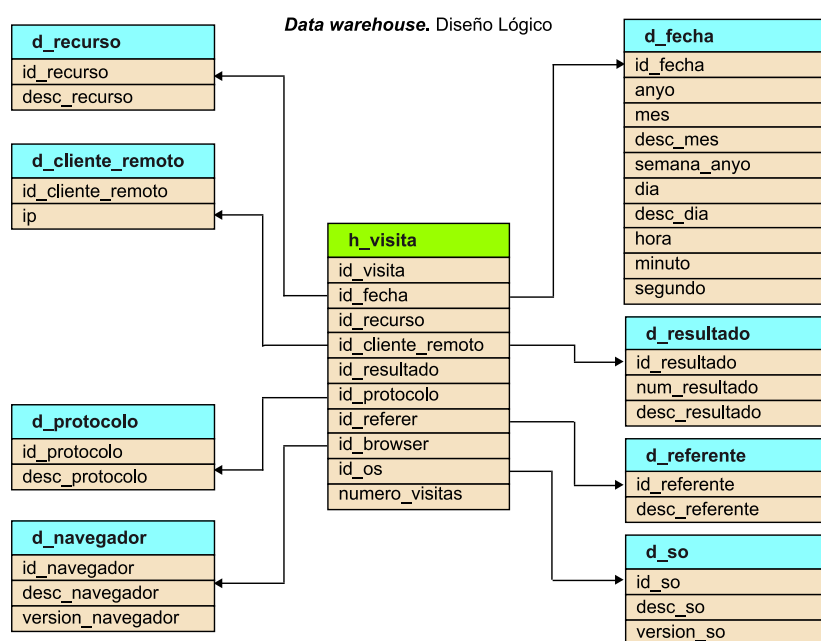 Data warehouse. Diseño Lógico
d_recurso
id_recurso
desc_recurso
d_cliente_remoto
id_cliente_remoto
ip
d_protocolo
id_protocolo
desc_protocolo
d_navegador
id_navegador
desc_navegador
version_navegador
h_visita
id_visita
id_fecha
id_recurso
id_cliente_remoto
id_resultado
id_protocolo
id_referer
id_browser
id_os
numero_visitas
d_fecha
id_fecha
anyo
mes
desc_mes
semana_anyo
dia
desc_dia
hora
minuto
segundo
d_resultado
id_resultado
num_resultado
desc_resultado
d_referente
id_referente
desc_referente
d_so
id_so
desc_so
version_so